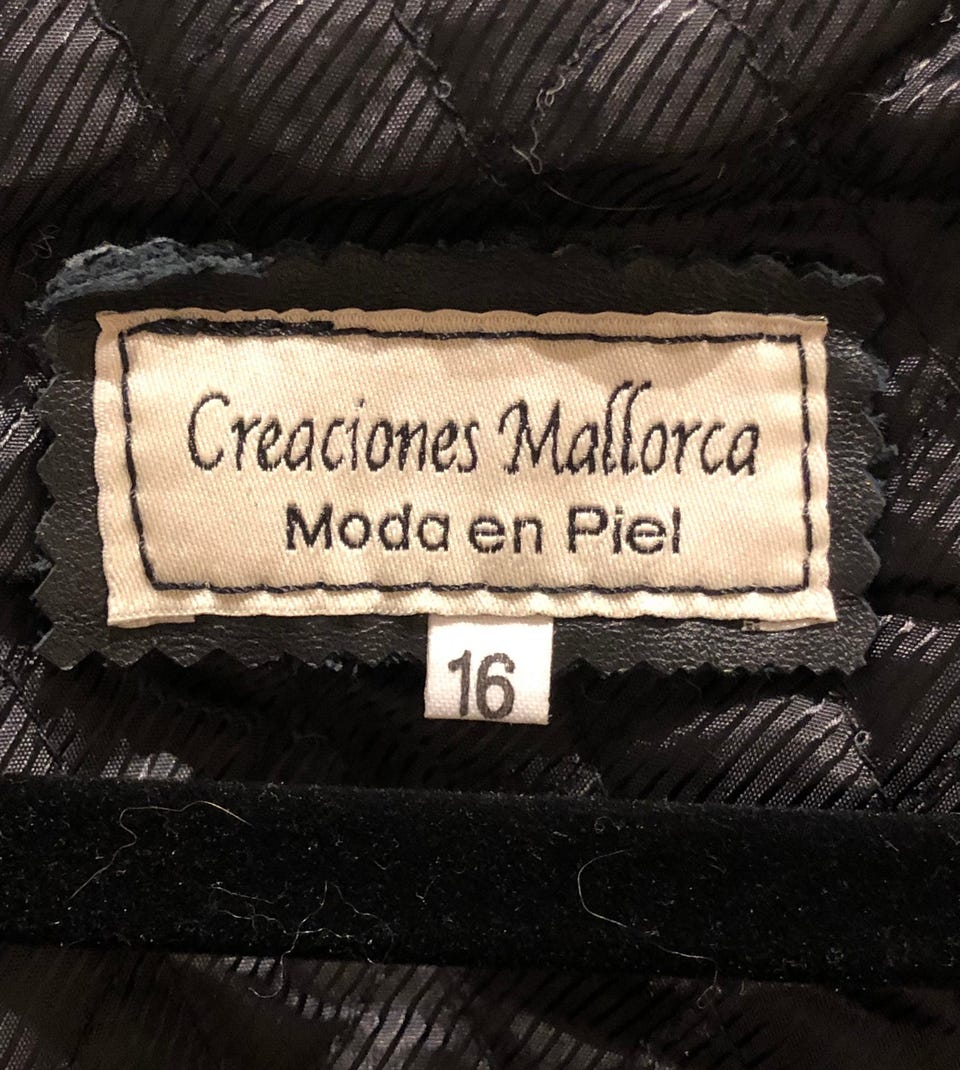 Creaciones Mallorca
Moda en Piel
16